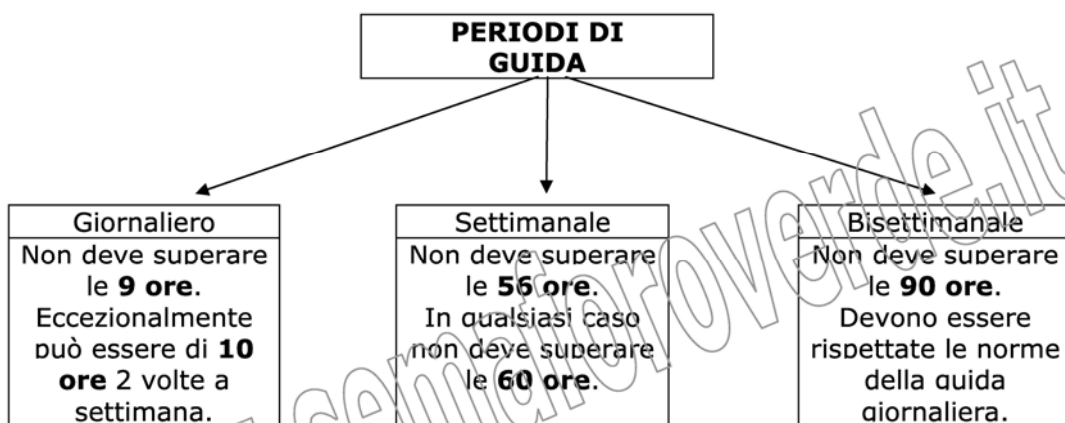 PERIODI DI
GUIDA
Giornaliero
Non deve superare
le 9 ore.
Eccezionalmente
può essere di 10
ore 2 volte a
settimana.
Settimanale
Non deve superare
le 56 ore.
In qualsiasi caso
non deve superare
le 60 ore.
Bisettimanale
Non deve superare
le 90 ore.
Devono essere
rispettate le norme
della guida
giornaliera.
semaforoverde.it